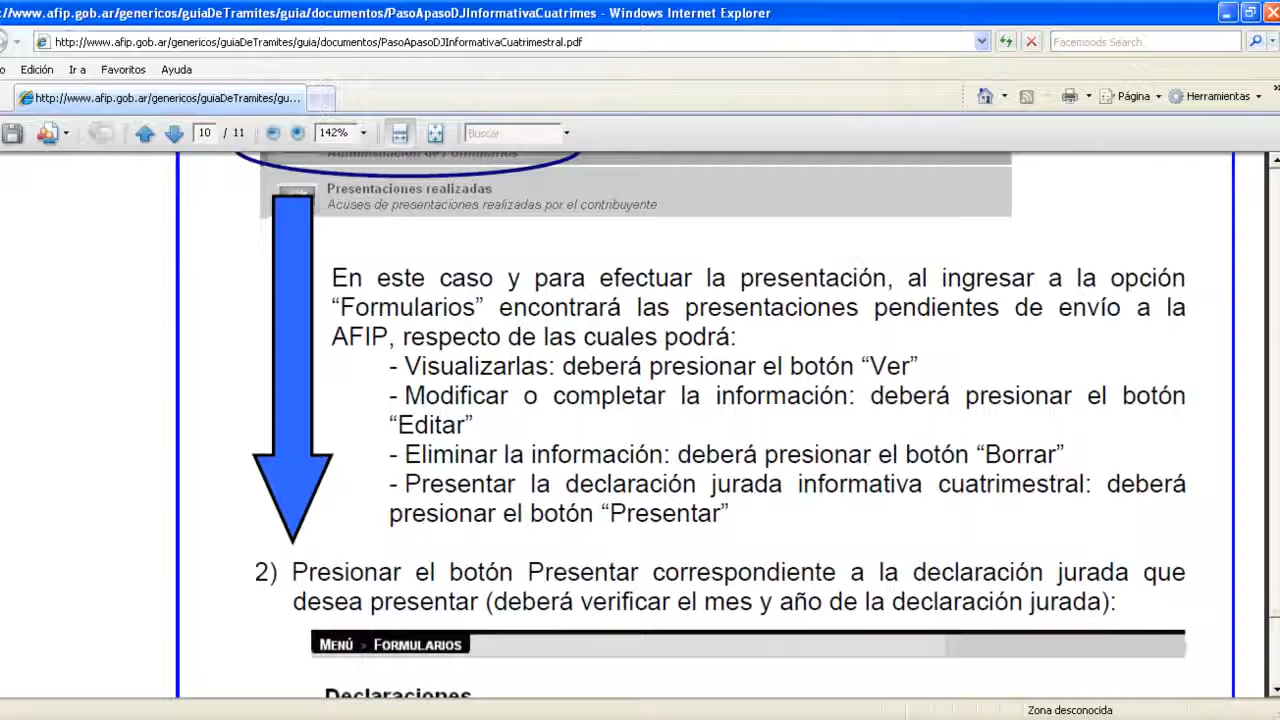 ://www.afip.gob.ar/genericos/guiaDeTramites/guia/documentos/PasoApasoDJInformativaCuatrimes - Windows Internet Explorer
http://www.afip.gob.ar/genericos/guiaDeTramites/guia/documentos/PasoApasoDJInformativaCuatrimestral.pdf
Facemoods Search.
o Edición Ir a Favoritos Ayuda
http://www.afip.gob.ar/genericos/guiaDeTramites/gu...
Página
Herramientas
10 / 11
142%
Buscar
Administración de Formularios
Presentaciones realizadas
Acuses de presentaciones realizadas por el contribuyente
En este caso y para efectuar la presentación, al ingresar a la opción
“Formularios” encontrará las presentaciones pendientes de envío a la
AFIP, respecto de las cuales podrá:
- Visualizarlas: deberá presionar el botón “Ver”
- Modificar o completar la información: deberá presionar el botón
“Editar”
- Eliminar la información: deberá presionar el botón “Borrar”
- Presentar la declaración jurada informativa cuatrimestral: deberá
presionar el botón “Presentar”
2) Presionar el botón Presentar correspondiente a la declaración jurada que
desea presentar (deberá verificar el mes y año de la declaración jurada):
MENÚ > FORMULARIOS
Declaraciones
Zona desconocida